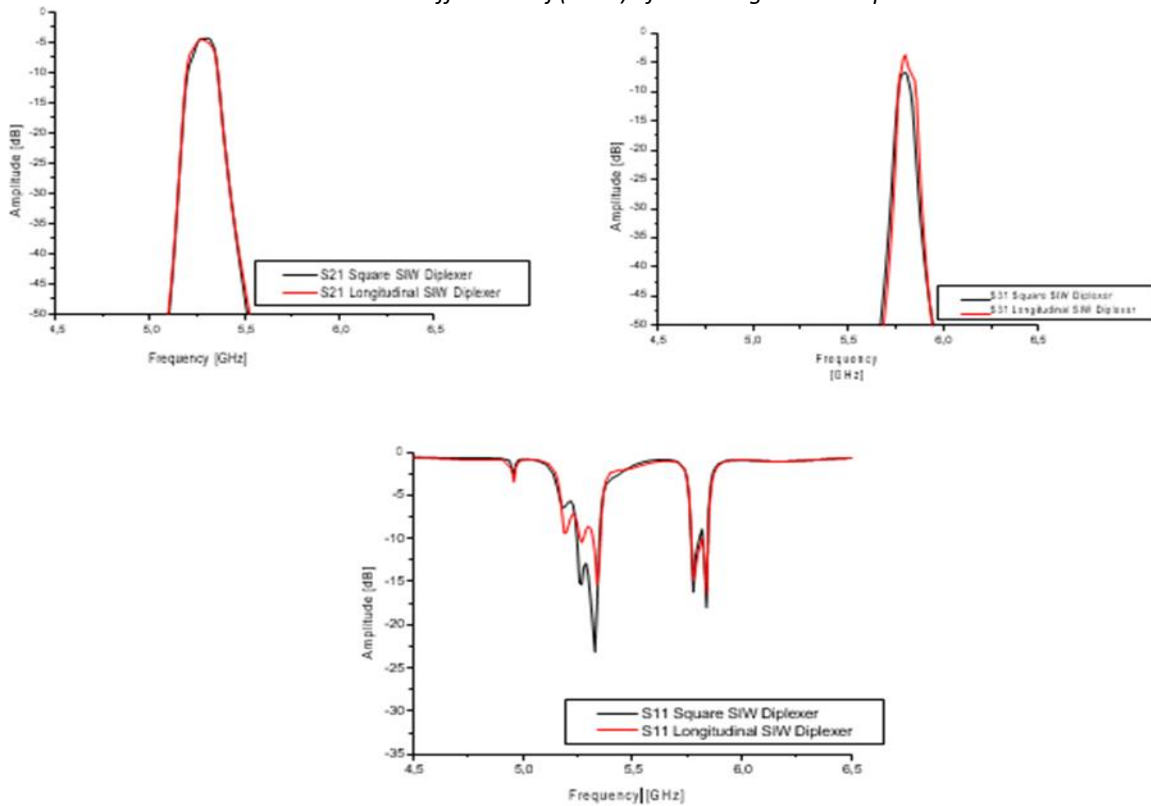 0
-5
-10
-15
-20
-25
-30
-35
-40
-45
-50
4,5 5,0 5,5 6,0 6,5
Amplitude [dB]
Frequency [GHz]
S21 Square SIW Diplexer
S21 Longitudinal SIW Diplexer
0
-5
-10
-15
-20
-25
-30
-35
-40
-45
-50
4,5 5,0 5,5 6,0 6,5
Amplitude [dB]
Frequency
[GHz]
S31 Square SIW Diplexer
S31 Longitudinal SIW Diplexer
0
-5
-10
-15
-20
-25
-30
-35
4,5 5,0 5,5 6,0 6,5
Amplitude [dB]
Frequency [GHz]
S11 Square SIW Diplexer
S11 Longitudinal SIW Diplexer